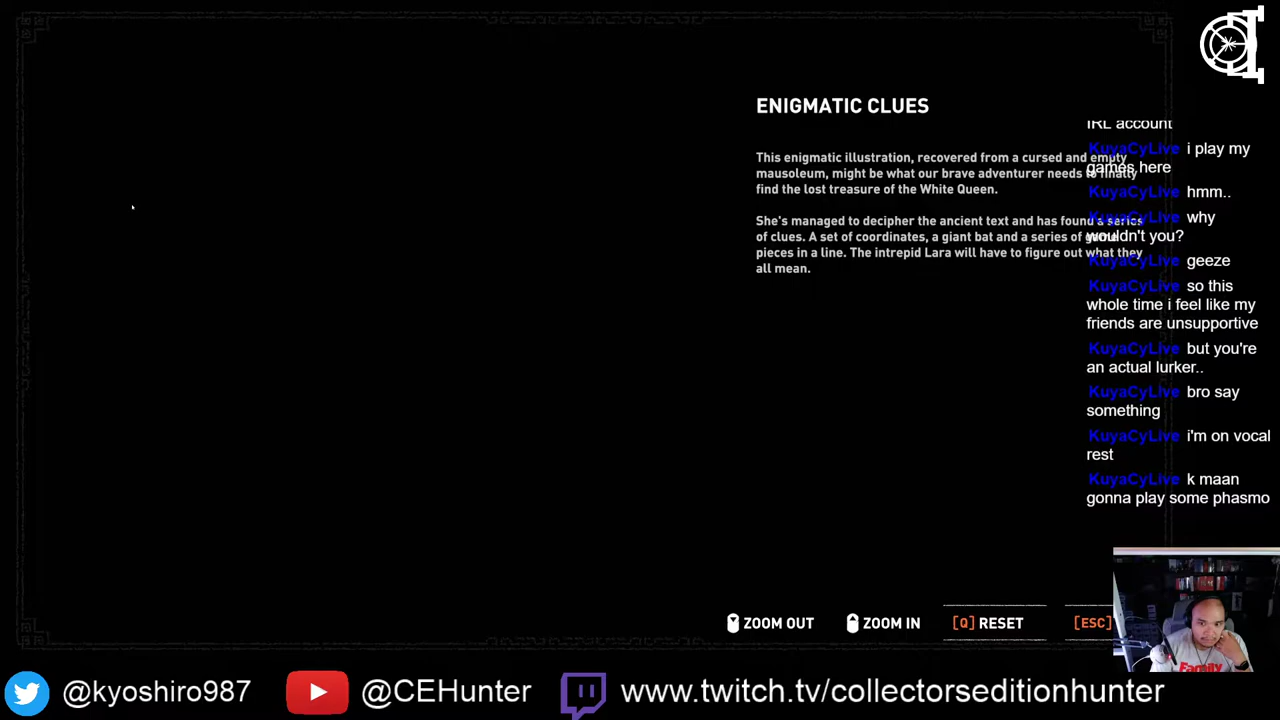 ENIGMATIC CLUES
This enigmatic illustration, recovered from a cursed and empty
mausoleum, might be what our brave adventurer needs to finally
find the lost treasure of the White Queen.
She's managed to decipher the ancient text and has found a series
of clues. A set of coordinates, a giant bat and a series of game
pieces in a line. The intrepid Lara will have to figure out what they
all mean.
IRL account
KuyaCyLive i play my
games here
KuyaCyLive hmm..
KuyaCyLive why
wouldn't you?
KuyaCyLive geeze
KuyaCyLive so this
whole time i feel like my
friends are unsupportive
KuyaCyLive but you're
an actual lurker..
KuyaCyLive bro say
something
KuyaCyLive i'm on vocal
rest
KuyaCyLive k maan
gonna play some phasmo
ZOOM OUT ZOOM IN [Q] RESET [ESC]
Family
@kyoshiro987 @CEHunter www.twitch.tv/collectorseditionhunter